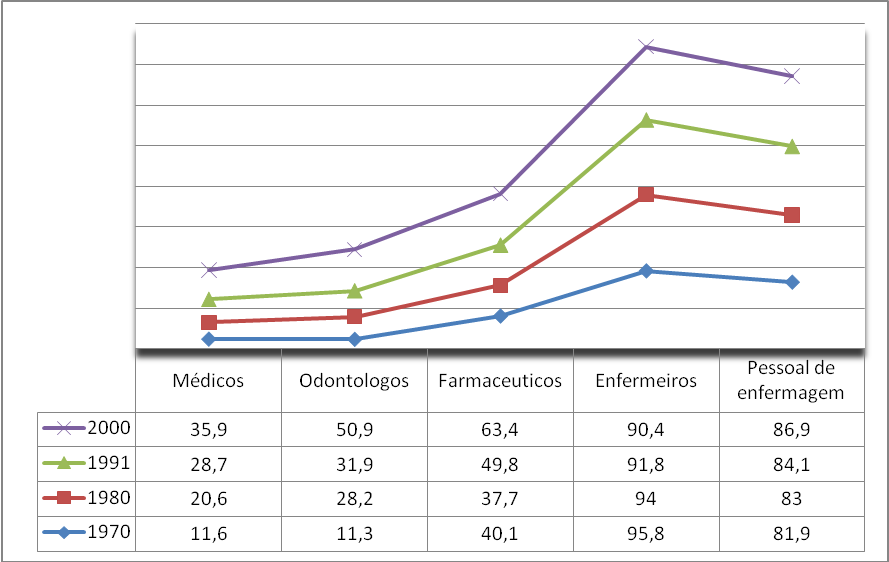 Médicos Odontologos Farmaceuticos Enfermeiros Pessoal de
enfermagem
2000 35,9 50,9 63,4 90,4 86,9
1991 28,7 31,9 49,8 91,8 84,1
1980 20,6 28,2 37,7 94 83
1970 11,6 11,3 40,1 95,8 81,9